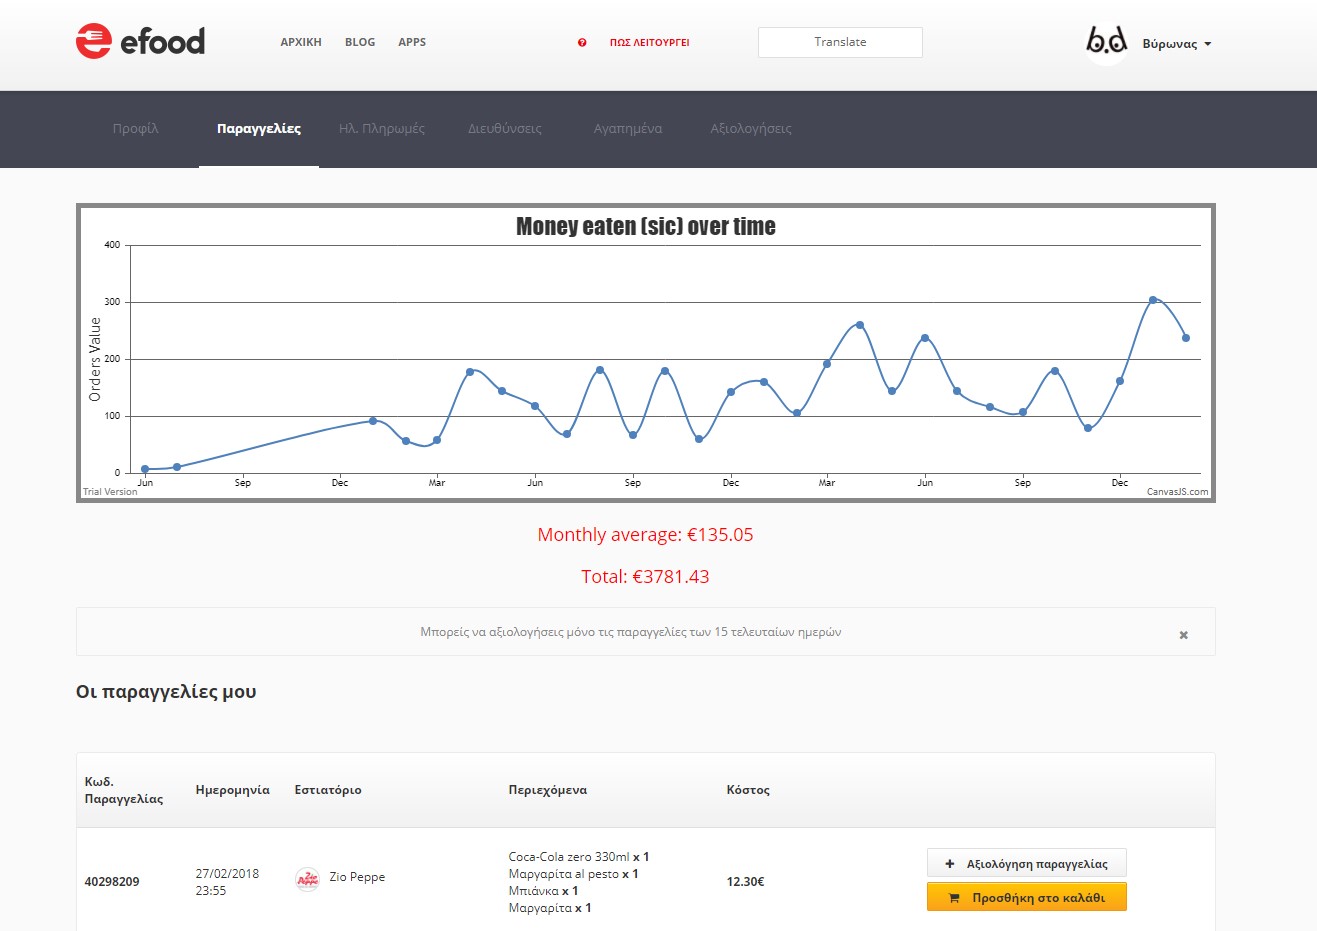 efood
ΑΡΧΙΚΗ BLOG APPS
ΠΩΣ ΛΕΙΤΟΥΡΓΕΙ
Translate
b.d
Βύρωνας
Προφίλ Παραγγελίες Ηλ. Πληρωμές Διευθύνσεις Αγαπημένα Αξιολογήσεις
Money eaten (sic) over time
Orders Value
400
300
200
100
0
Jun Sep Dec Mar Jun Sep Dec Mar Jun Sep Dec
Trial Version
CanvasJS.com
Monthly average: €135.05
Total: €3781.43
Μπορείς να αξιολογήσεις μόνο τις παραγγελίες των 15 τελευταίων ημερών
Οι παραγγελίες μου
Κωδ. Παραγγελίας
Ημερομηνία
Εστιατόριο
Περιεχόμενα
Κόστος
40298209
27/02/2018
23:55
Zio Peppe
Zio Peppe
Coca-Cola zero 330ml x 1
Μαργαρίτα al pesto x 1
Μπιάνκα x 1
Μαργαρίτα x 1
12.30€
Αξιολόγηση παραγγελίας
Προσθήκη στο καλάθι